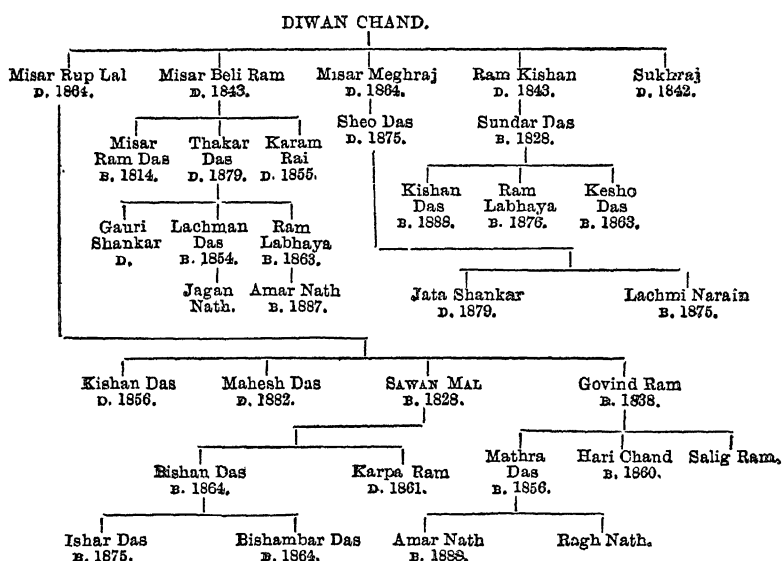 DIWAN CHAND.
Misar Rup Lal Misar Beli Ram Misar Meghraj Ram Kishan Sukhraj
D. 1864. D. 1843. D. 1864. D. 1843. D. 1842.
Sheo Das Sundar Das
D. 1875. B. 1828.
Misar Thakar Karam
Ram Das Das Rai
B. 1814. D. 1879. D. 1855.
Kishan Ram Kesho
Das Labhaya Das
B. 1888. B. 1876. B. 1863.
Gauri Lachman Ram
Shankar Das Labhaya
D. B. 1854. B. 1863.
Jagan Amar Nath
Nath. B. 1887.
Jata Shankar Lachmi Narain
D. 1879. B. 1875.
Kishan Das Mahesh Das SAWAN MAL Govind Ram
D. 1856. D. 1882. B. 1828. B. 1838.
Bishan Das Karpa Ram Mathra Hari Chand Salig Ram.
B. 1864. D. 1861. Das B. 1860.
B. 1856.
Ishar Das Bishambar Das Amar Nath Ragh Nath.
B. 1875. B. 1864. B. 1888.